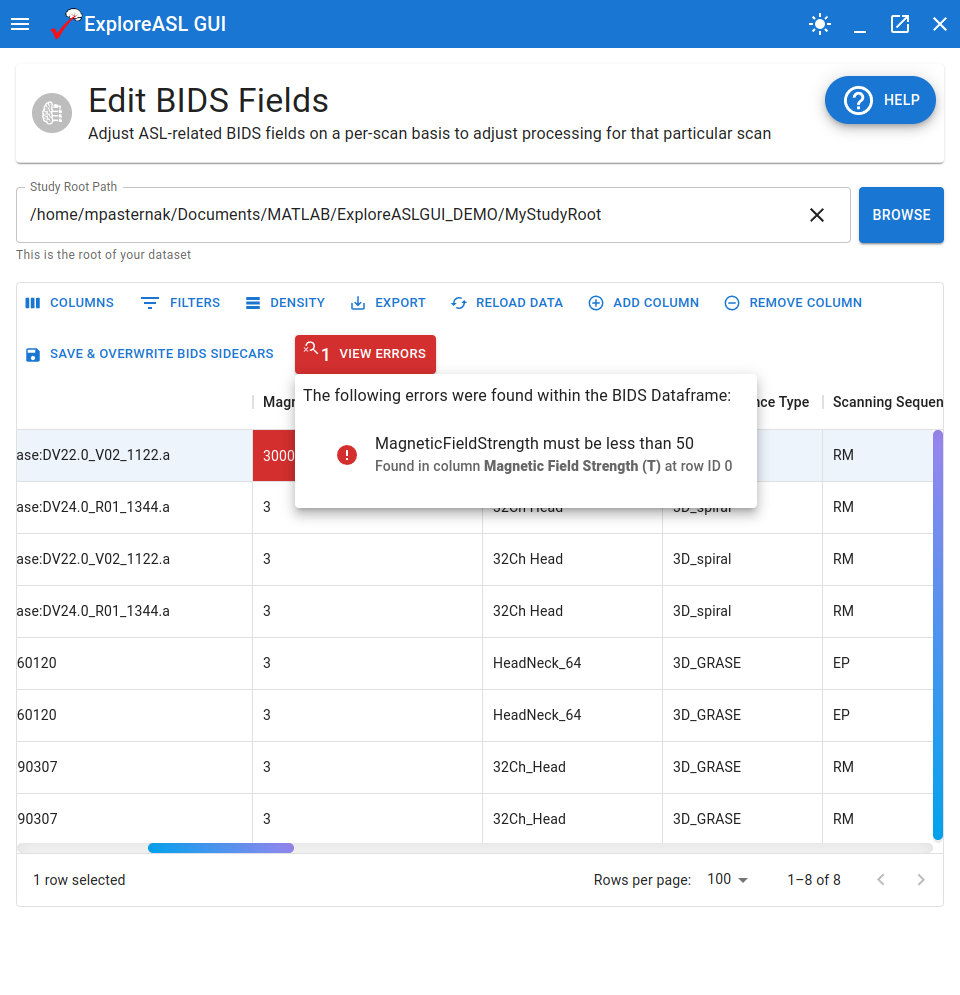 ExploreASL GUI
Edit BIDS Fields
Adjust ASL-related BIDS fields on a per-scan basis to adjust processing for that particular scan
HELP
Study Root Path
/home/mpasternak/Documents/MATLAB/ExploreASLGUI_DEMO/MyStudyRoot
BROWSE
This is the root of your dataset
COLUMNS FILTERS DENSITY EXPORT RELOAD DATA ADD COLUMN REMOVE COLUMN
SAVE & OVERWRITE BIDS SIDECARS 1 VIEW ERRORS
The following errors were found within the BIDS Dataframe:
MagneticFieldStrength must be less than 50
Found in column Magnetic Field Strength (T) at row ID 0
Magn nce Type Scanning Sequen
ase:DV22.0_V02_1122.a 3000 RM
ase:DV24.0_R01_1344.a 3 32Ch Head 3D_spiral RM
ase:DV22.0_V02_1122.a 3 32Ch Head 3D_spiral RM
ase:DV24.0_R01_1344.a 3 32Ch Head 3D_spiral RM
60120 3 HeadNeck_64 3D_GRASE EP
60120 3 HeadNeck_64 3D_GRASE EP
90307 3 32Ch_Head 3D_GRASE RM
90307 3 32Ch_Head 3D_GRASE RM
1 row selected Rows per page: 100 1–8 of 8